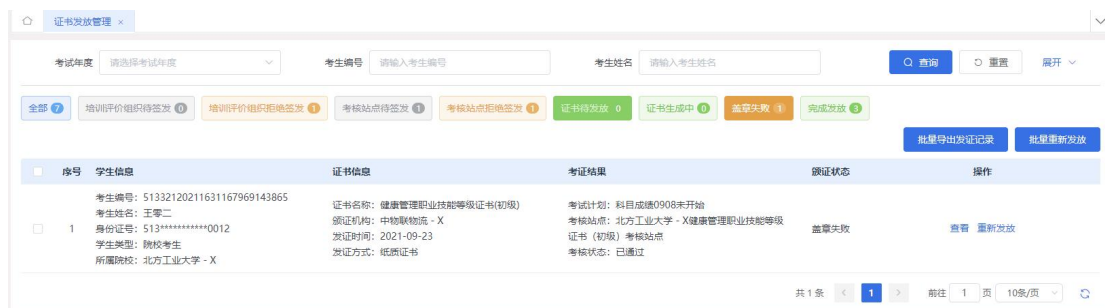 证书发放管理 ×
考试年度 请选择考试年度 考生编号 请输入考生编号 考生姓名 请输入考生姓名 查询 重置 展开
全部 7 培训评价组织待签发 0 培训评价组织拒绝签发 1 考核站点待签发 1 考核站点拒绝签发 1 证书待发放 0 证书生成中 0 盖章失败 1 完成发放 3
批量导出发证记录 批量重新发放
序号 学生信息 证书信息 考证结果 颁证状态 操作
1
考生编号：51332120211631167969143865
考生姓名：王零二
身份证号：513***********0012
学生类型：院校考生
所属院校：北方工业大学 - X
证书名称：健康管理职业技能等级证书(初级)
颁证机构：中物联物流 - X
发证时间：2021-09-23
发证方式：纸质证书
考试计划：科目成绩0908未开始
考核站点：北方工业大学 - X健康管理职业技能等级
证书（初级）考核站点
考核状态：已通过
盖章失败
查看 重新发放
共 1 条 1 前往 1 页 10条/页